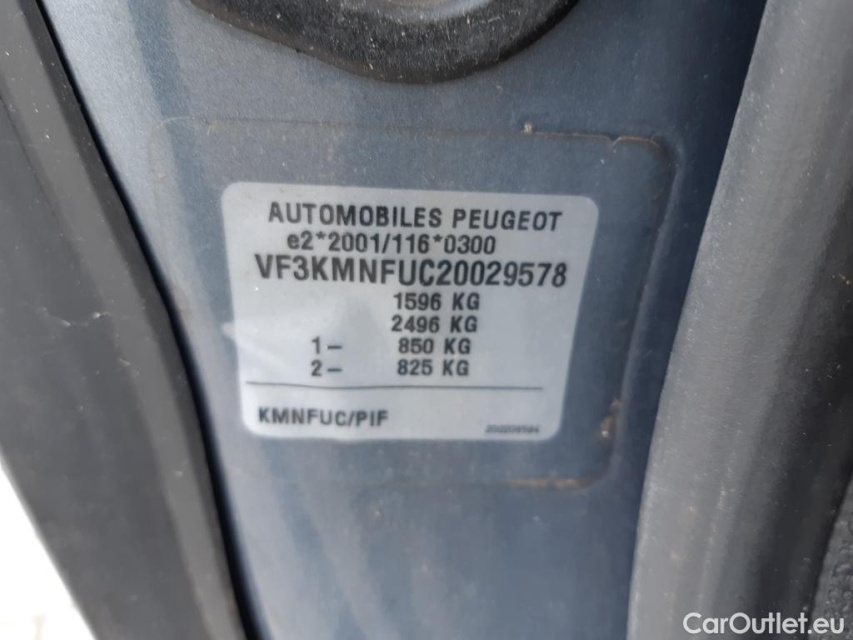 AUTOMOBILES PEUGEOT
e2*2001/116*0300
VF3KMNFUC20029578
1596 KG
2496 KG
1- 850 KG
2- 825 KG
KMNFUC/PIF
CarOutlet.eu